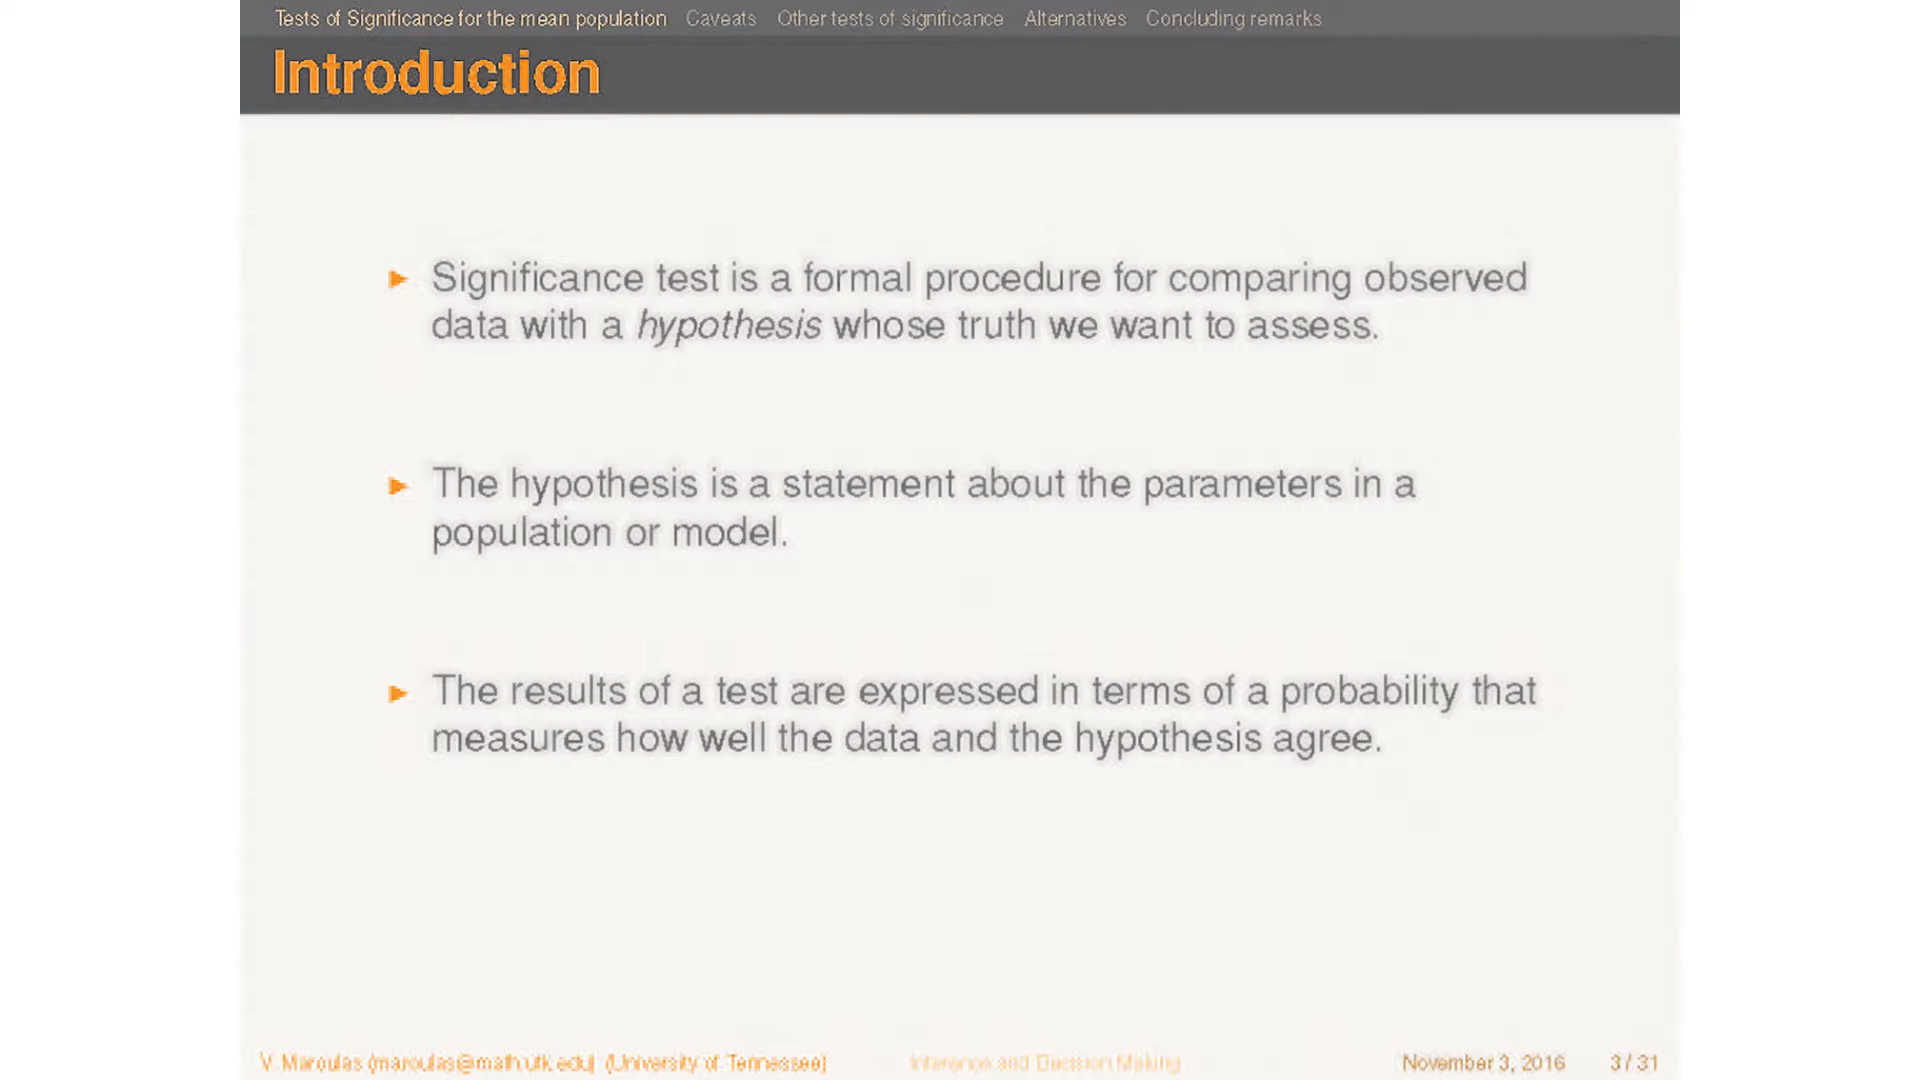 Tests of Significance for the mean population Caveats Other tests of significance Alternatives Concluding remarks
Introduction
► Significance test is a formal procedure for comparing observed
data with a hypothesis whose truth we want to assess.
► The hypothesis is a statement about the parameters in a
population or model.
► The results of a test are expressed in terms of a probability that
measures how well the data and the hypothesis agree.
V. Maroulas (maroulas@math.utk.edu) (University of Tennessee) Inference and Decision Making November 3, 2016 3 / 31